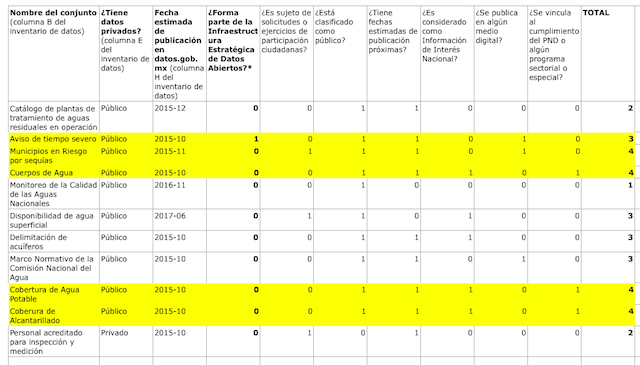 Nombre del conjunto
(columna B del
inventario de datos)
¿Tiene
datos
privados?
(columna E
del
inventario de
datos)
Fecha
estimada
de
publicación
en
datos.gob.
mx (columna
H del
inventario de
datos)
¿Forma
parte de la
Infraestruct
ura
Estratégica
de Datos
Abiertos?*
¿Es sujeto de
solicitudes o
ejercicios de
participación
ciudadanas?
¿Está
clasificado
como
público?
¿Tiene
fechas
estimadas de
publicación
próximas?
¿Es
considerado
como
Información
de Interés
Nacional?
¿Se publica
en algún
medio
digital?
¿Se vincula
al
cumplimiento
del PND o
algún
programa
sectorial o
especial?
TOTAL
Catálogo de plantas de Público 2015-12 0 0 1 1 0 0 0 2
tratamiento de aguas
residuales en operación
Aviso de tiempo severo Público 2015-10 1 0 1 1 0 1 0 3
Municipios en Riesgo Público 2015-11 0 1 1 1 0 1 0 4
por sequías
Cuerpos de Agua Público 2015-10 0 0 1 1 1 0 1 4
Monitoreo de la Calidad Público 2016-11 0 0 1 0 0 0 0 1
de las Aguas
Nacionales
Disponibilidad de agua Público 2017-06 0 1 1 0 1 0 0 3
superficial
Delimitación de Público 2015-10 0 0 1 1 1 0 0 3
acuíferos
Marco Normativo de la Público 2015-10 0 0 1 1 0 1 0 3
Comisión Nacional del
Agua
Cobertura de Agua Público 2015-10 0 0 1 1 1 0 1 4
Potable
Coberura de Público 2015-10 0 0 1 1 1 0 1 4
Alcantarillado
Personal acreditado Privado 2015-10 0 1 0 1 0 0 0 2
para inspección y
medición